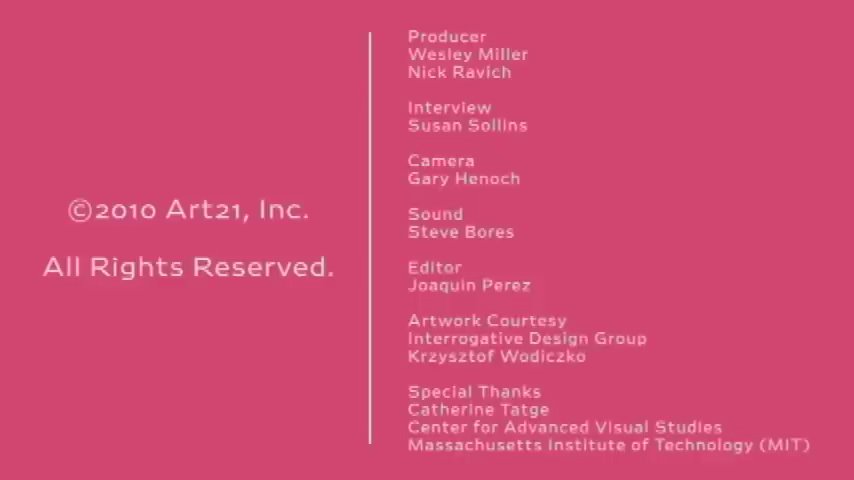 ©2010 Art21, Inc.
All Rights Reserved.
Producer
Wesley Miller
Nick Ravich
Interview
Susan Sollins
Camera
Gary Henoch
Sound
Steve Bores
Editor
Joaquin Perez
Artwork Courtesy
Interrogative Design Group
Krzysztof Wodiczko
Special Thanks
Catherine Tatge
Center for Advanced Visual Studies
Massachusetts Institute of Technology (MIT)